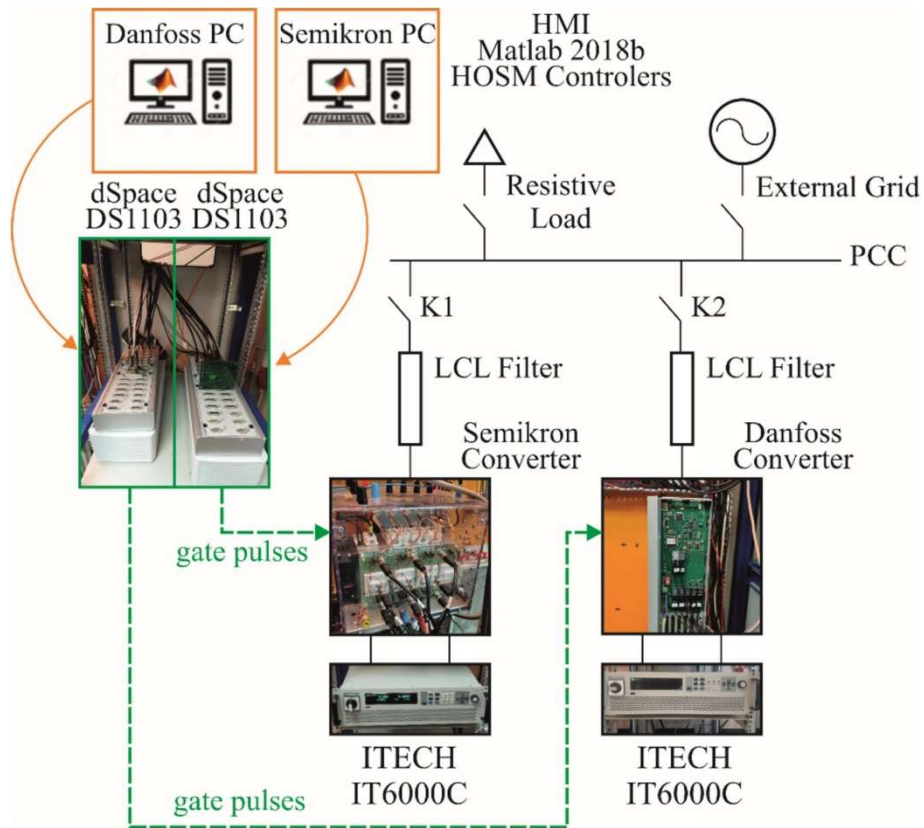 Danfoss PC
Semikron PC
HMI
Matlab 2018b
HOSM Controlers
dSpace
DS1103
dSpace
DS1103
Resistive
Load
External Grid
PCC
K1
K2
LCL Filter
LCL Filter
Semikron
Converter
Danfoss
Converter
gate pulses
ITECH
IT6000C
ITECH
IT6000C
gate pulses